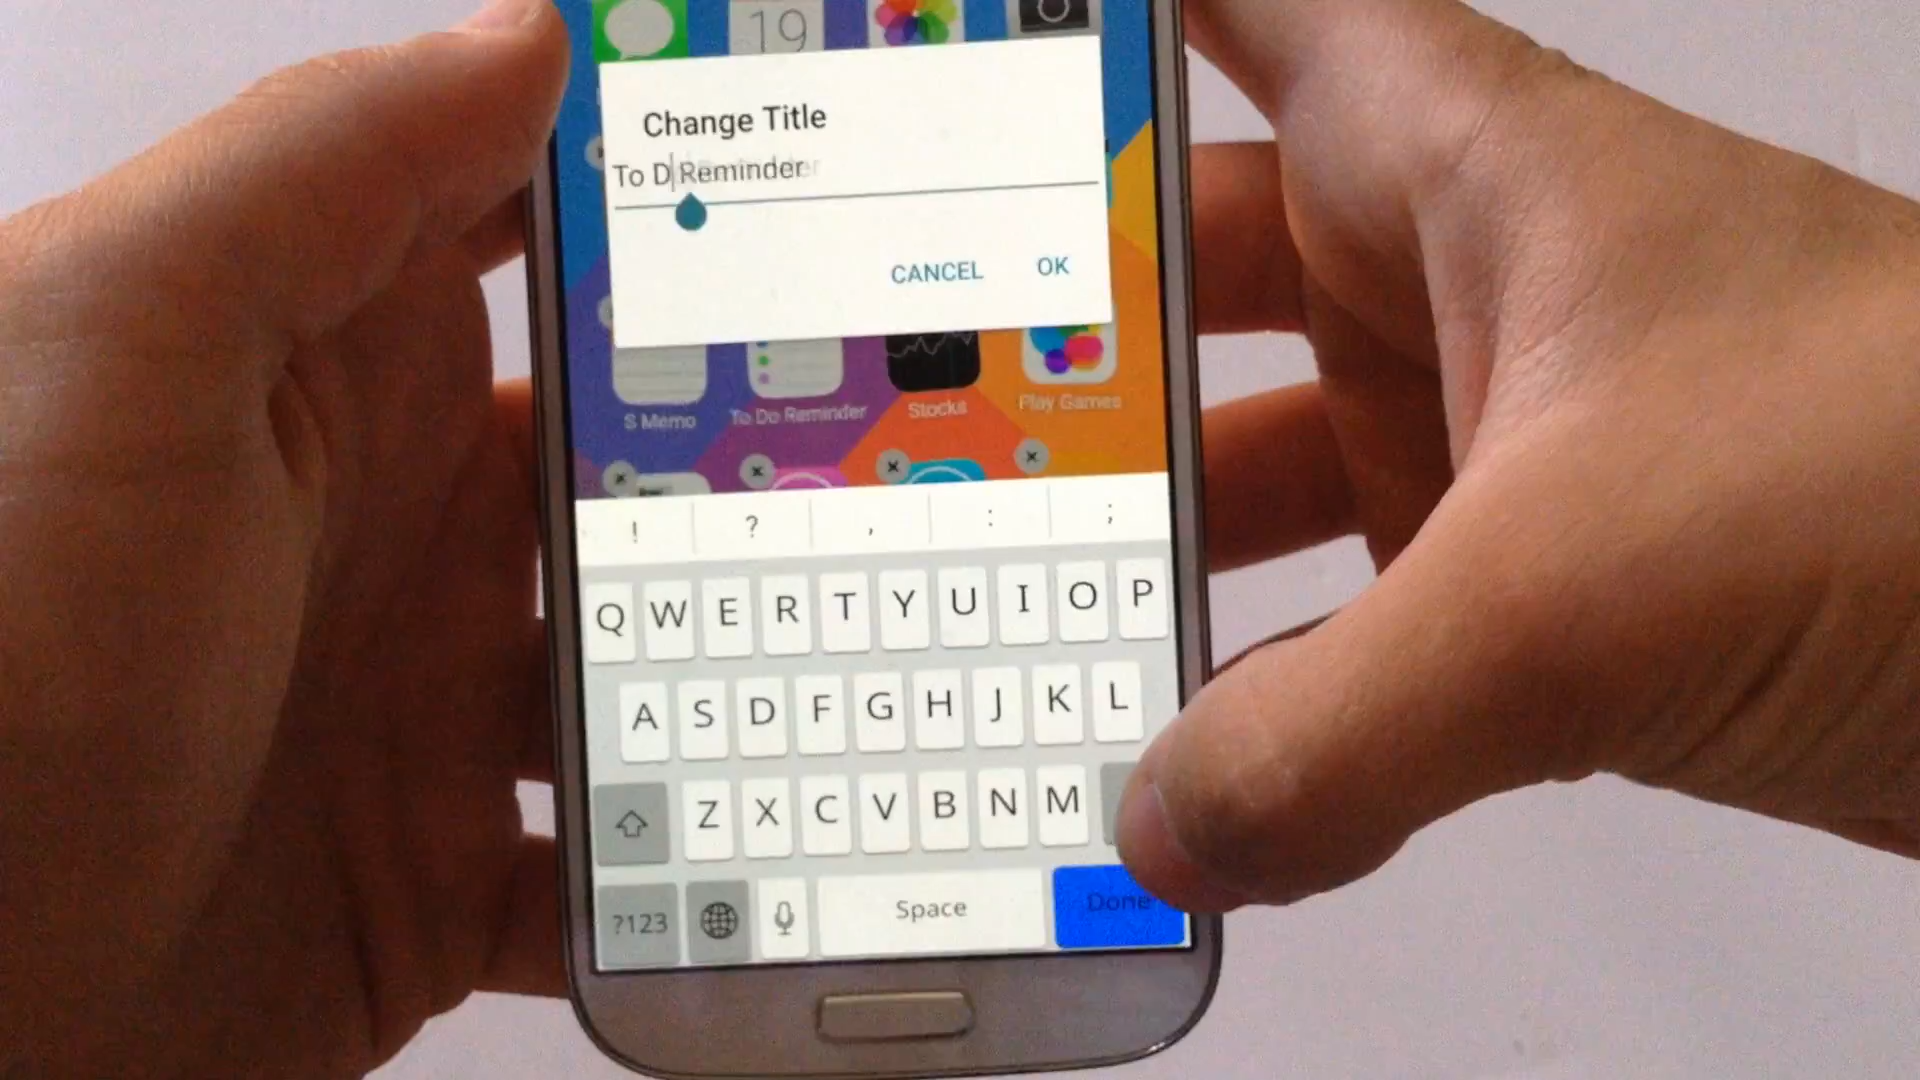 19
Change Title
To D Reminder
CANCEL OK
S Memo To Do Reminder Stocks Play Games
! ? , : ;
Q W E R T Y U I O P
A S D F G H J K L
Z X C V B N M
?123 Space Done